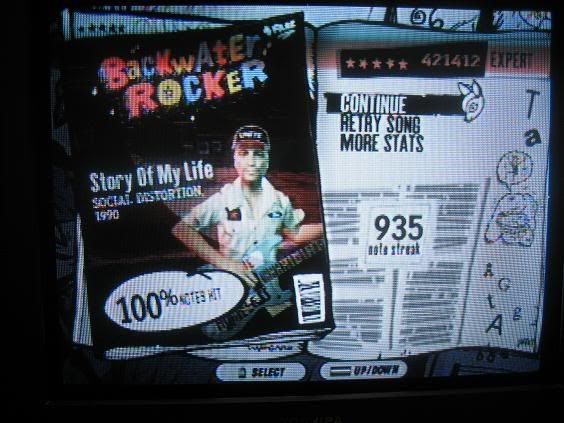 BackwAtEr
ROCKER
Story Of My Life
SOCIAL DISTORTION
1990
100% NOTES HIT
421412 EXPERT
CONTINUE
RETRY SONG
MORE STATS
935
note streak
T
a
A
G
t
A
SELECT
UP/DOWN